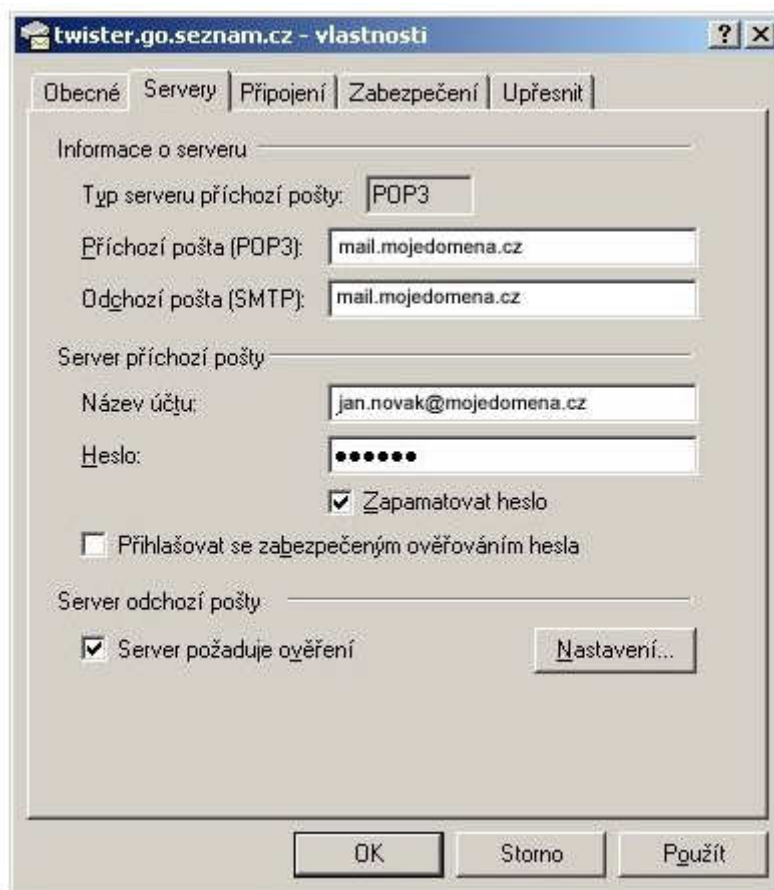 twister.go.seznam.cz - vlastnosti
Obecné Servery Připojení Zabezpečení Upřesnit
Informace o serveru
Typ serveru příchozí pošty: POP3
Příchozí pošta (POP3): mail.mojedomena.cz
Odchozí pošta (SMTP): mail.mojedomena.cz
Server příchozí pošty
Název účtu: jan.novak@mojedomena.cz
Heslo: ●●●●●●
Zapamatovat heslo
Přihlašovat se zabezpečeným ověřováním hesla
Server odchozí pošty
Server požaduje ověření Nastavení...
OK Storno Použít